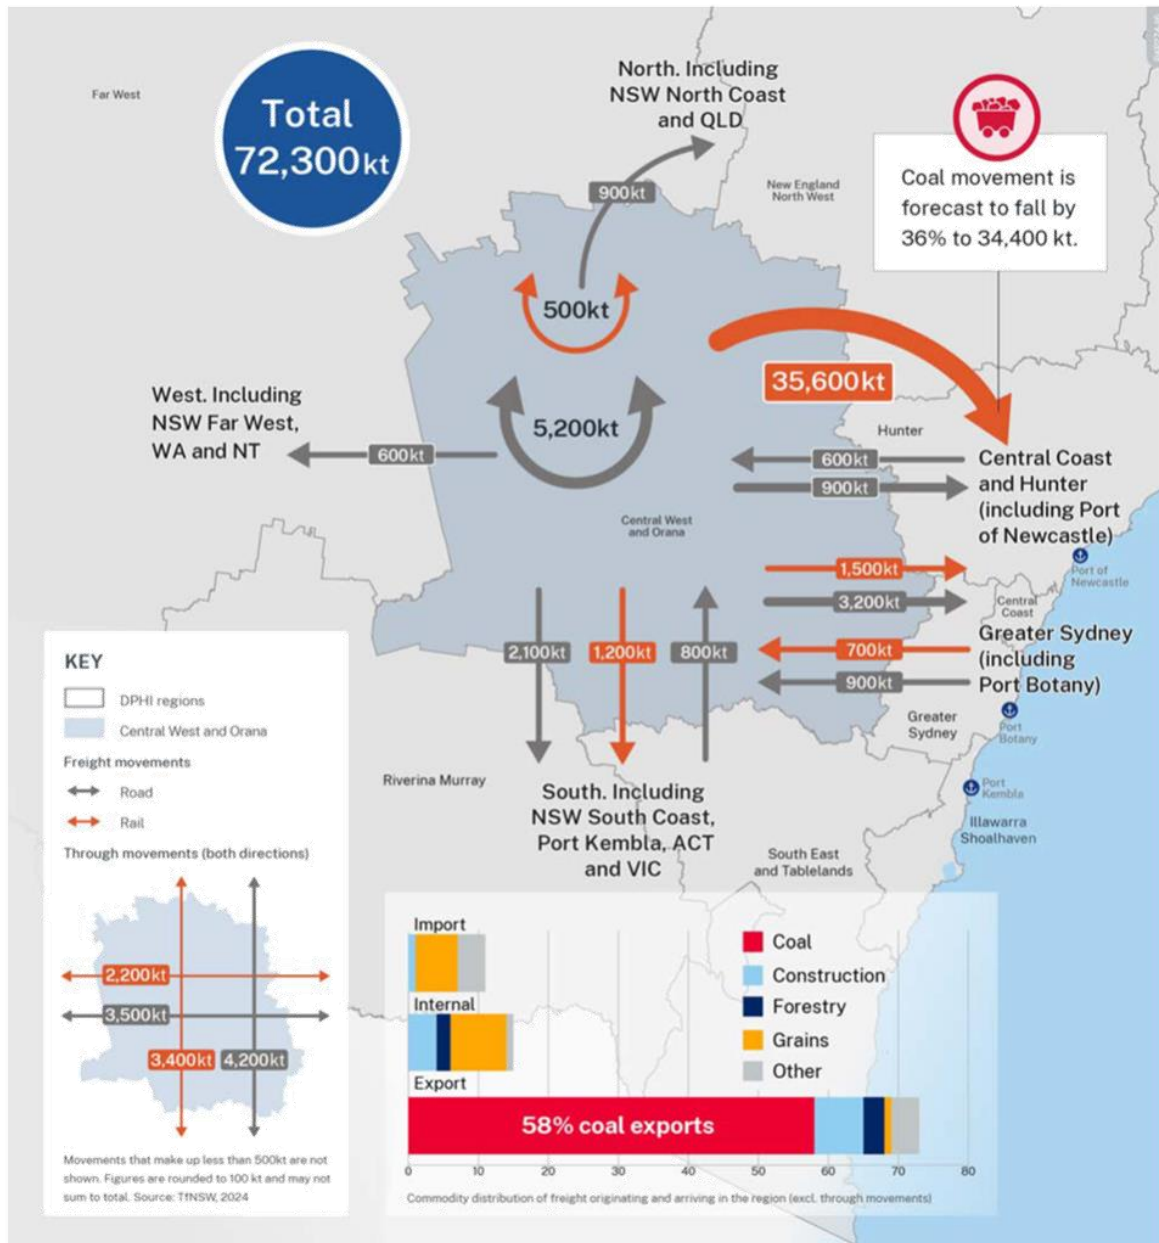 Far West
Total
72,300kt
North. Including
NSW North Coast
and QLD
900kt
New England
North West
Coal movement is
forecast to fall by
36% to 34,400 kt.
500kt
35,600kt
West. Including
NSW Far West,
WA and NT
600kt
5,200kt
Hunter
600kt
900kt
Central Coast
and Hunter
(including Port
of Newcastle)
Central West
and Orana
Port of
Newcastle
1,500kt
3,200kt
Central
Coast
2,100kt
1,200kt
800kt
700kt
900kt
Greater Sydney
(including
Port Botany)
Greater
Sydney
Port
Botany
Riverina Murray
South. Including
NSW South Coast,
Port Kembla, ACT
and VIC
Port
Kembla
Illawarra
Shoalhaven
South East
and Tablelands
KEY
DPHI regions
Central West and Orana
Freight movements
Road
Rail
Through movements (both directions)
2,200kt
3,500kt
3,400kt
4,200kt
Movements that make up less than 500kt are not
shown. Figures are rounded to 100 kt and may not
sum to total. Source: TfNSW, 2024
Import
Internal
Export
58% coal exports
Coal
Construction
Forestry
Grains
Other
0 10 20 30 40 50 60 70 80
Commodity distribution of freight originating and arriving in the region (excl. through movements)